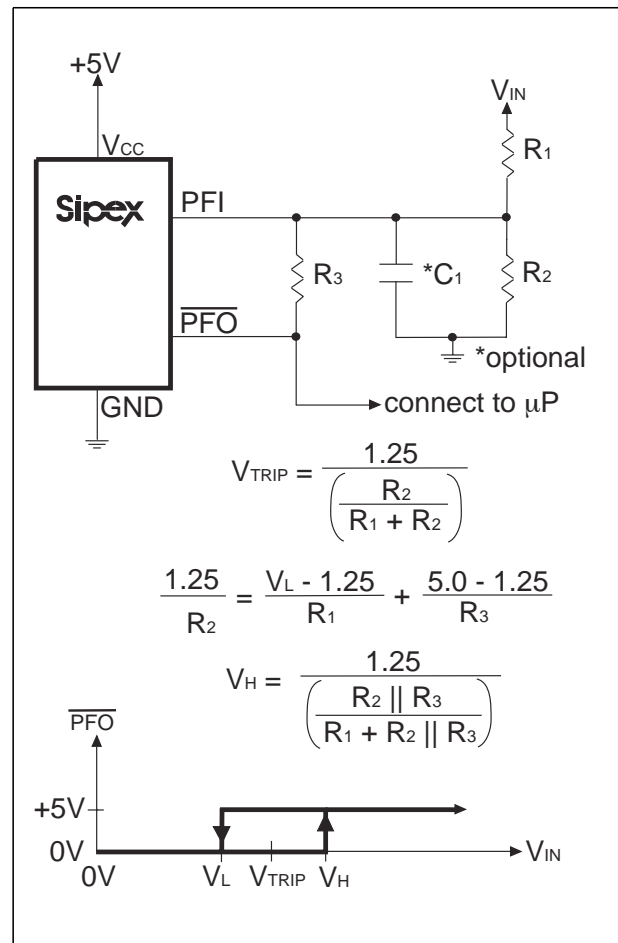 +5V
VIN
VCC
R1
Sipex
PFI
R3
*C1
R2
PFO
*optional
GND
connect to µP
VTRIP = 1.25 / (R2 / (R1 + R2))
1.25 / R2 = (VL - 1.25) / R1 + (5.0 - 1.25) / R3
VH = 1.25 / (R2 || R3 / (R1 + R2 || R3))
PFO
+5V
0V
0V
VL
VTRIP
VH
VIN